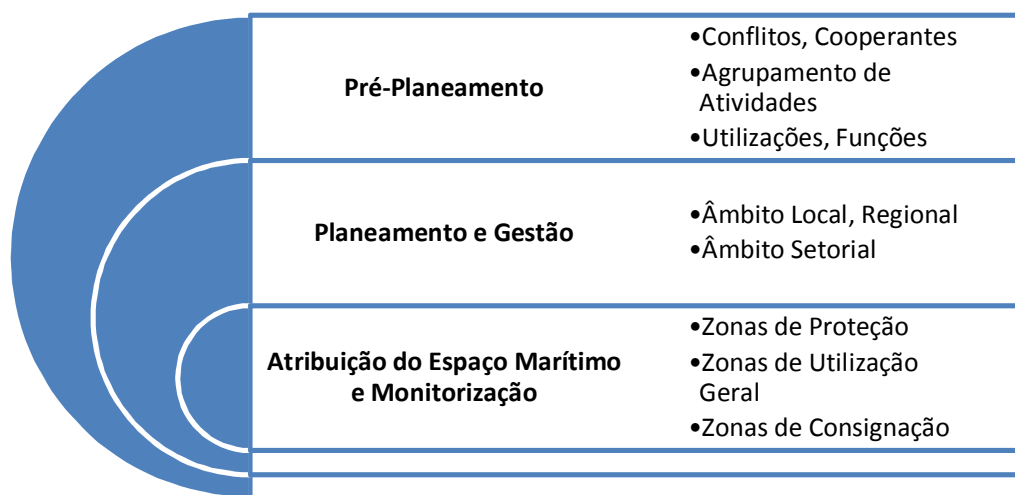 Pré-Planeamento
•Conflitos, Cooperantes
•Agrupamento de
Atividades
•Utilizações, Funções
Planeamento e Gestão
•Âmbito Local, Regional
•Âmbito Setorial
Atribuição do Espaço Marítimo
e Monitorização
•Zonas de Proteção
•Zonas de Utilização
Geral
•Zonas de Consignação